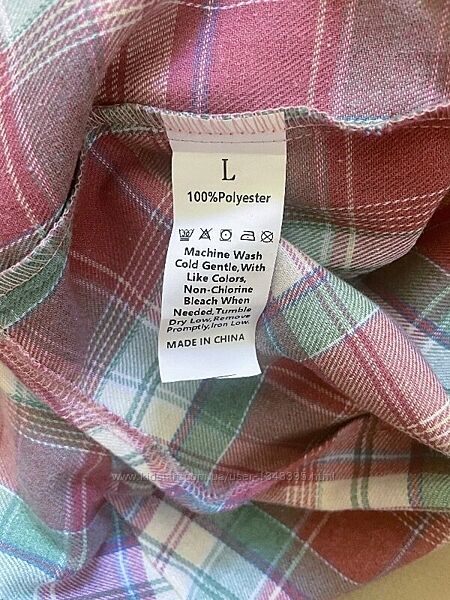 L
100%Polyester
Machine Wash
Cold Gentle,With
Like Colors,
Non-Chlorine
Bleach When
Needed,Tumble
Dry Low,Remove
Promptly,Iron Low.
MADE IN CHINA